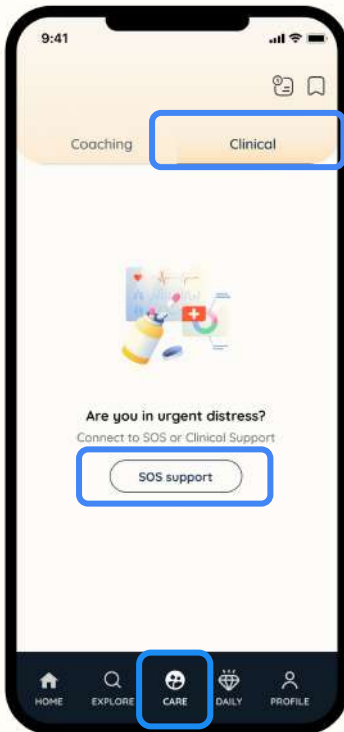 9:41
Coaching Clinical
Are you in urgent distress?
Connect to SOS or Clinical Support
SOS support
HOME EXPLORE CARE DAILY PROFILE